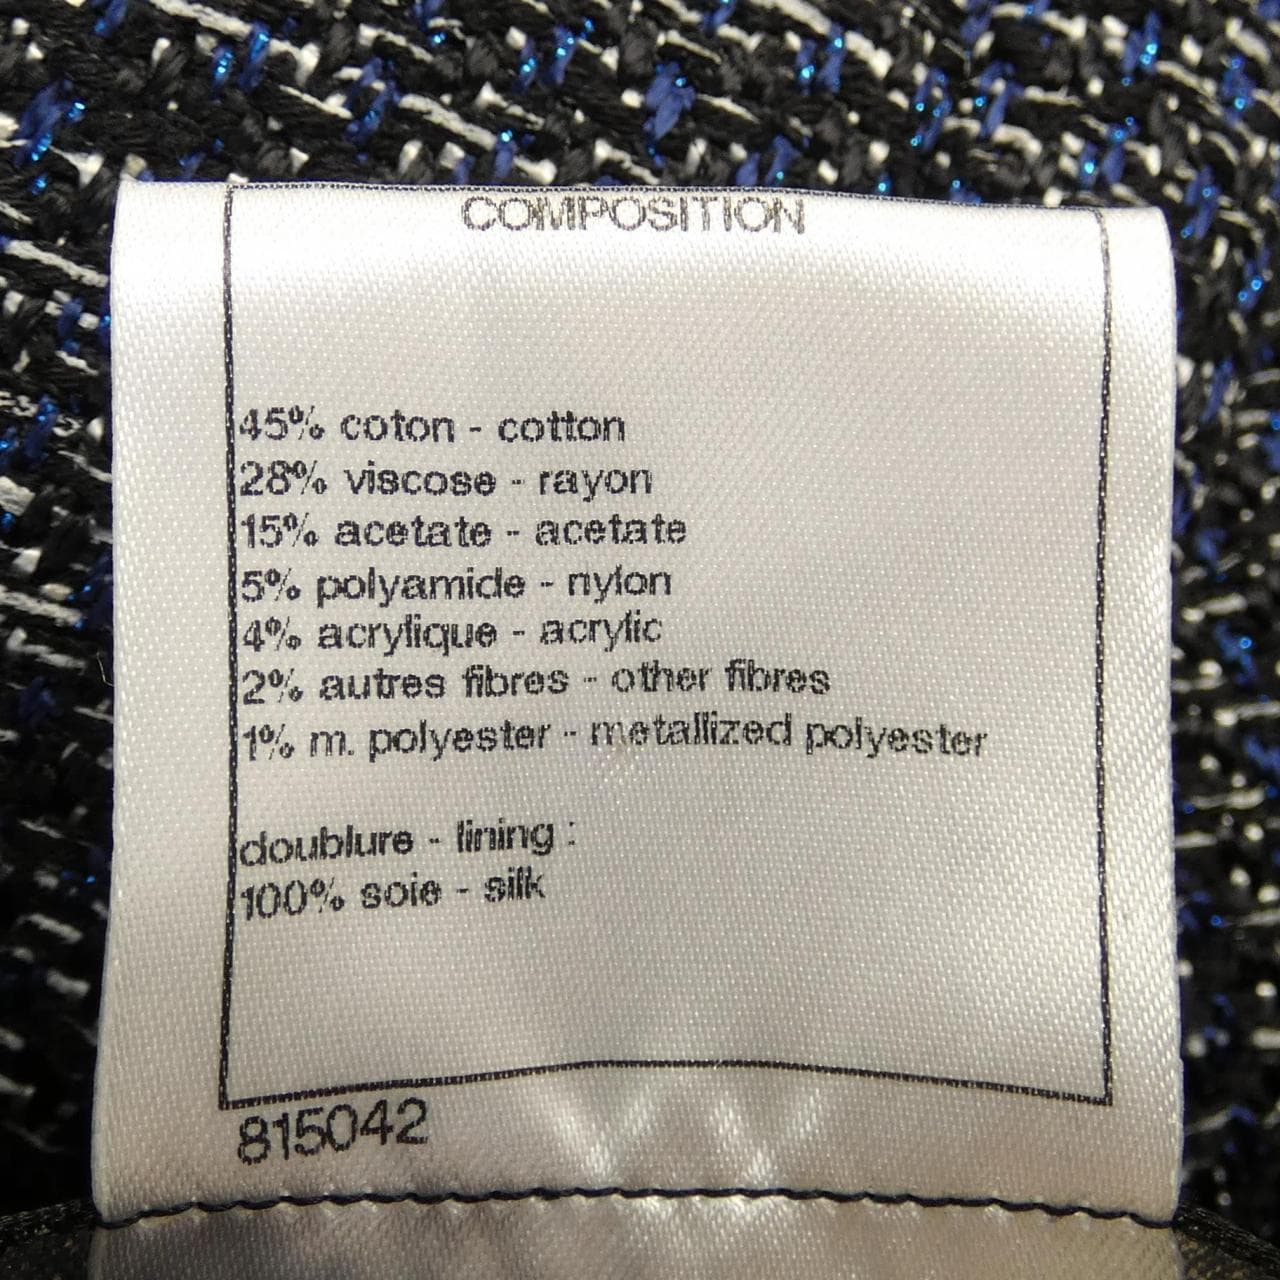 COMPOSITION
45% coton - cotton
28% viscose - rayon
15% acetate - acetate
5% polyamide - nylon
4% acrylique - acrylic
2% autres fibres - other fibres
1% m. polyester - metallized polyester
doublure - lining :
100% soie - silk
815042